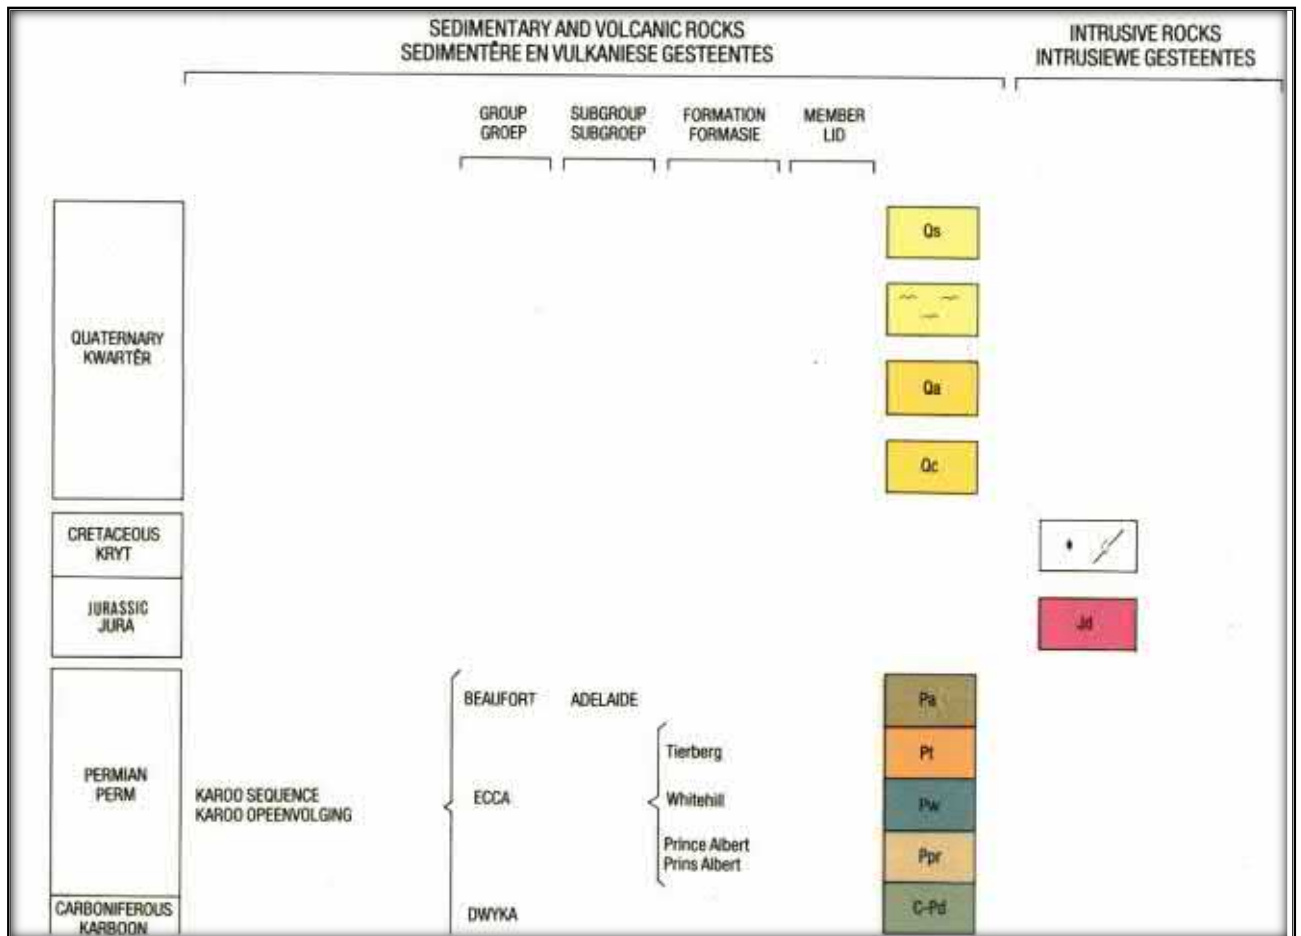 SEDIMENTARY AND VOLCANIC ROCKS
SEDIMENTÊRE EN VULKANIESE GESTEENTES
INTRUSIVE ROCKS
INTRUSIEWE GESTEENTES
GROUP
GROEP
SUBGROUP
SUBGROEP
FORMATION
FORMASIE
MEMBER
LID
Qs
QUATERNARY
KWARTÊR
Qa
Qc
CRETACEOUS
KRYT
JURASSIC
JURA
Jd
BEAUFORT
ADELAIDE
Pa
Tierberg
Pt
PERMIAN
PERM
KAROO SEQUENCE
KAROO OPEENVOLGING
ECCA
Whitehill
Pw
Prince Albert
Prins Albert
Ppr
CARBONIFEROUS
KARBOON
DWYKA
C-Pd